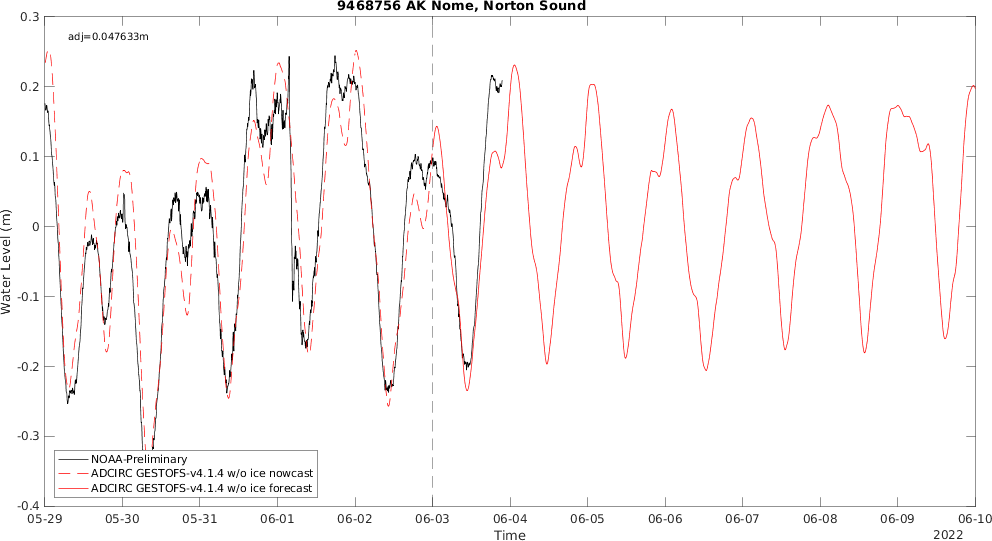 9468756 AK Nome, Norton Sound
adj=0.047633m
0.3
0.2
0.1
0
-0.1
-0.2
-0.3
-0.4
Water Level (m)
NOAA-Preliminary
ADCIRC GESTOFS-v4.1.4 w/o ice nowcast
ADCIRC GESTOFS-v4.1.4 w/o ice forecast
05-29 05-30 05-31 06-01 06-02 06-03 06-04 06-05 06-06 06-07 06-08 06-09 06-10
Time
2022